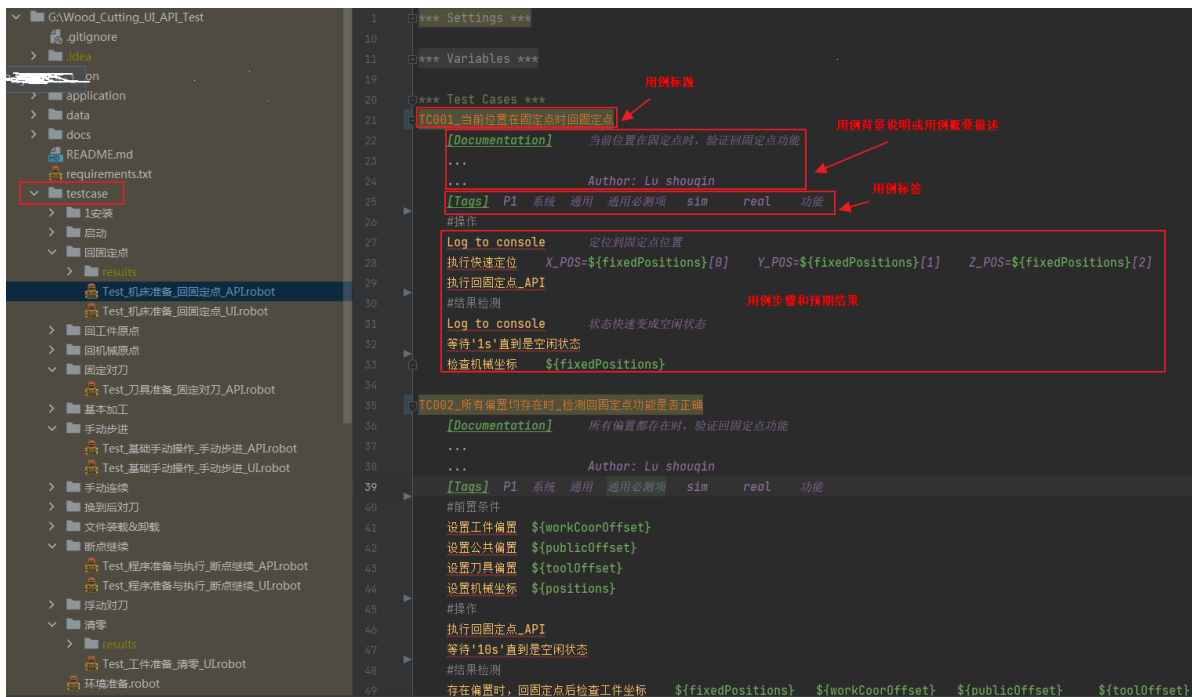 G:\Wood_Cutting_UI_API_Test
.gitignore
.idea
on
application
data
docs
README.md
requirements.txt
testcase
1安装
启动
回固定点
results
Test_机床准备_回固定点_API.robot
Test_机床准备_回固定点_UI.robot
回工件原点
回机械原点
固定对刀
Test_刀具准备_固定对刀_API.robot
基本加工
手动步进
Test_基础手动操作_手动步进_API.robot
Test_基础手动操作_手动步进_UI.robot
手动连续
换到后对刀
文件装载&卸载
断点继续
Test_程序准备与执行_断点继续_API.robot
Test_程序准备与执行_断点继续_UI.robot
浮动对刀
清零
results
Test_工件准备_清零_UI.robot
环境准备.robot
1 *** Settings ***
10
11 *** Variables ***
19
用例标题
20 *** Test Cases ***
21 TC001_当前位置在固定点时回固定点
用例背景说明或用例概要描述
22 [Documentation] 当前位置在固定点时，验证回固定点功能
23 ...
24 ... Author: Lu shouqin
用例标签
25 [Tags] P1 系统 通用 通用必测项 sim real 功能
26 #操作
27 Log to console 定位到固定点位置
28 执行快速定位 X_POS=${fixedPositions}[0] Y_POS=${fixedPositions}[1] Z_POS=${fixedPositions}[2]
29 执行回固定点_API
30 #结果检测
用例步骤和预期结果
31 Log to console 状态快速变成空闲状态
32 等待'1s'直到是空闲状态
33 检查机械坐标 ${fixedPositions}
34
35 TC002_所有偏置均存在时_检测回固定点功能是否正确
36 [Documentation] 所有偏置都存在时，验证回固定点功能
37 ...
38 ... Author: Lu shouqin
39 [Tags] P1 系统 通用 通用必测项 sim real 功能
40 #前置条件
41 设置工件偏置 ${workCoorOffset}
42 设置公共偏置 ${publicOffset}
43 设置刀具偏置 ${toolOffset}
44 设置机械坐标 ${positions}
45 #操作
46 执行回固定点_API
47 等待'10s'直到是空闲状态
48 #结果检测
49 存在偏置时，回固定点后检查工件坐标 ${fixedPositions} ${workCoorOffset} ${publicOffset} ${toolOffset}